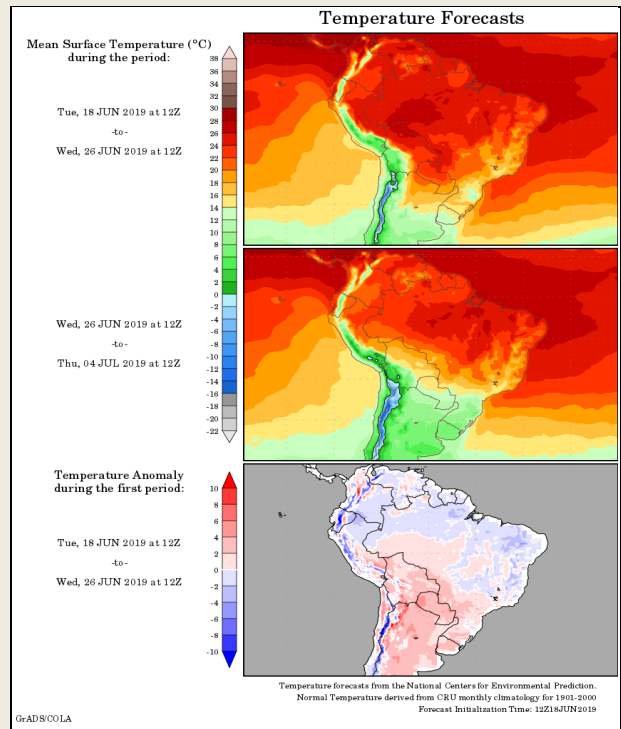 Temperature Forecasts
Mean Surface Temperature (°C)
during the period:
Tue, 18 JUN 2019 at 12Z
-to-
Wed, 26 JUN 2019 at 12Z
38
36
34
32
30
28
26
24
22
20
18
16
14
12
10
8
6
4
2
0
-2
-4
-6
-8
-10
-12
-14
-16
-18
-20
-22
Wed, 26 JUN 2019 at 12Z
-to-
Thu, 04 JUL 2019 at 12Z
Temperature Anomaly
during the first period:
Tue, 18 JUN 2019 at 12Z
-to-
Wed, 26 JUN 2019 at 12Z
10
8
6
4
2
0
-2
-4
-6
-8
-10
Temperature forecasts from the National Centers for Environmental Prediction.
Normal Temperature derived from CRU monthly climatology for 1901-2000
Forecast Initialization Time: 12Z18JUN2019
GrADS/COLA